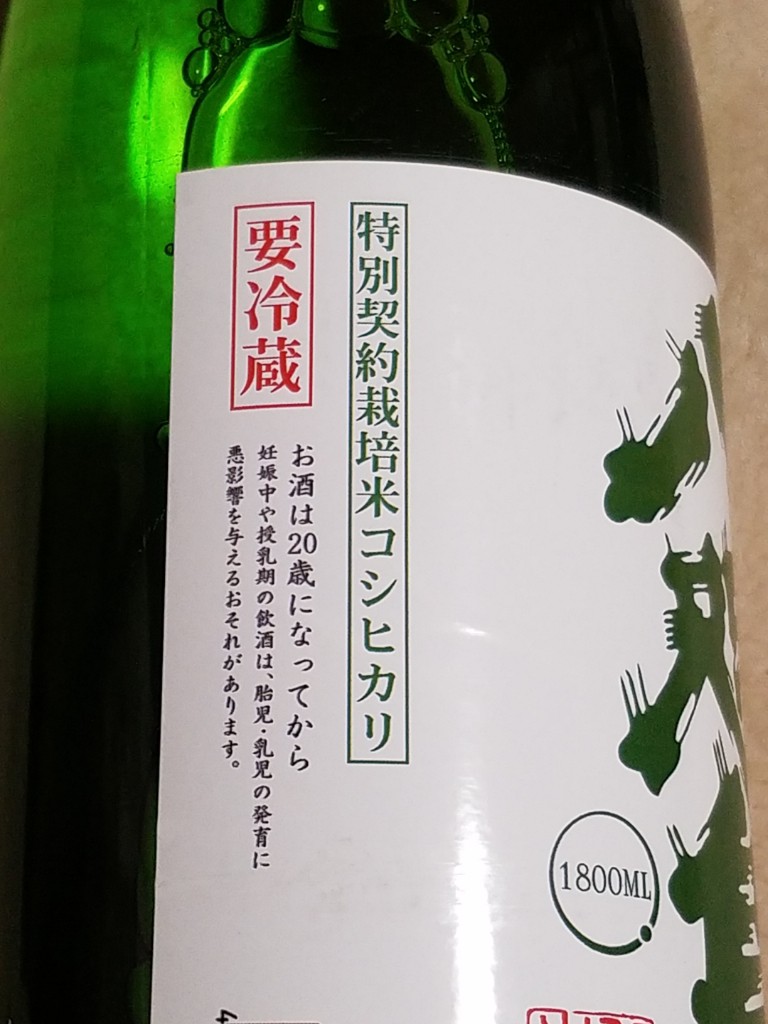 特別契約栽培米コシヒカリ
要冷蔵
お酒は20歳になってから
妊娠中や授乳期の飲酒は、胎児・乳児の発育に
悪影響を与えるおそれがあります。
1800ML